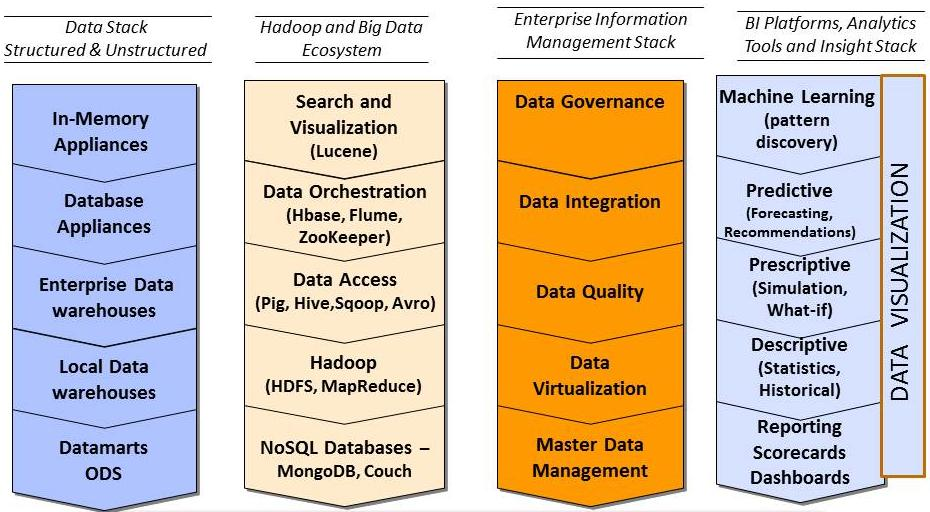 Data Stack
Structured & Unstructured
In-Memory
Appliances
Database
Appliances
Enterprise Data
warehouses
Local Data
warehouses
Datamarts
ODS
Hadoop and Big Data
Ecosystem
Search and
Visualization
(Lucene)
Data Orchestration
(Hbase, Flume,
ZooKeeper)
Data Access
(Pig, Hive,Sqoop, Avro)
Hadoop
(HDFS, MapReduce)
NoSQL Databases –
MongoDB, Couch
Enterprise Information
Management Stack
Data Governance
Data Integration
Data Quality
Data
Virtualization
Master Data
Management
BI Platforms, Analytics
Tools and Insight Stack
Machine Learning
(pattern
discovery)
Predictive
(Forecasting,
Recommendations)
Prescriptive
(Simulation,
What-if)
Descriptive
(Statistics,
Historical)
Reporting
Scorecards
Dashboards
DATA VISUALIZATION